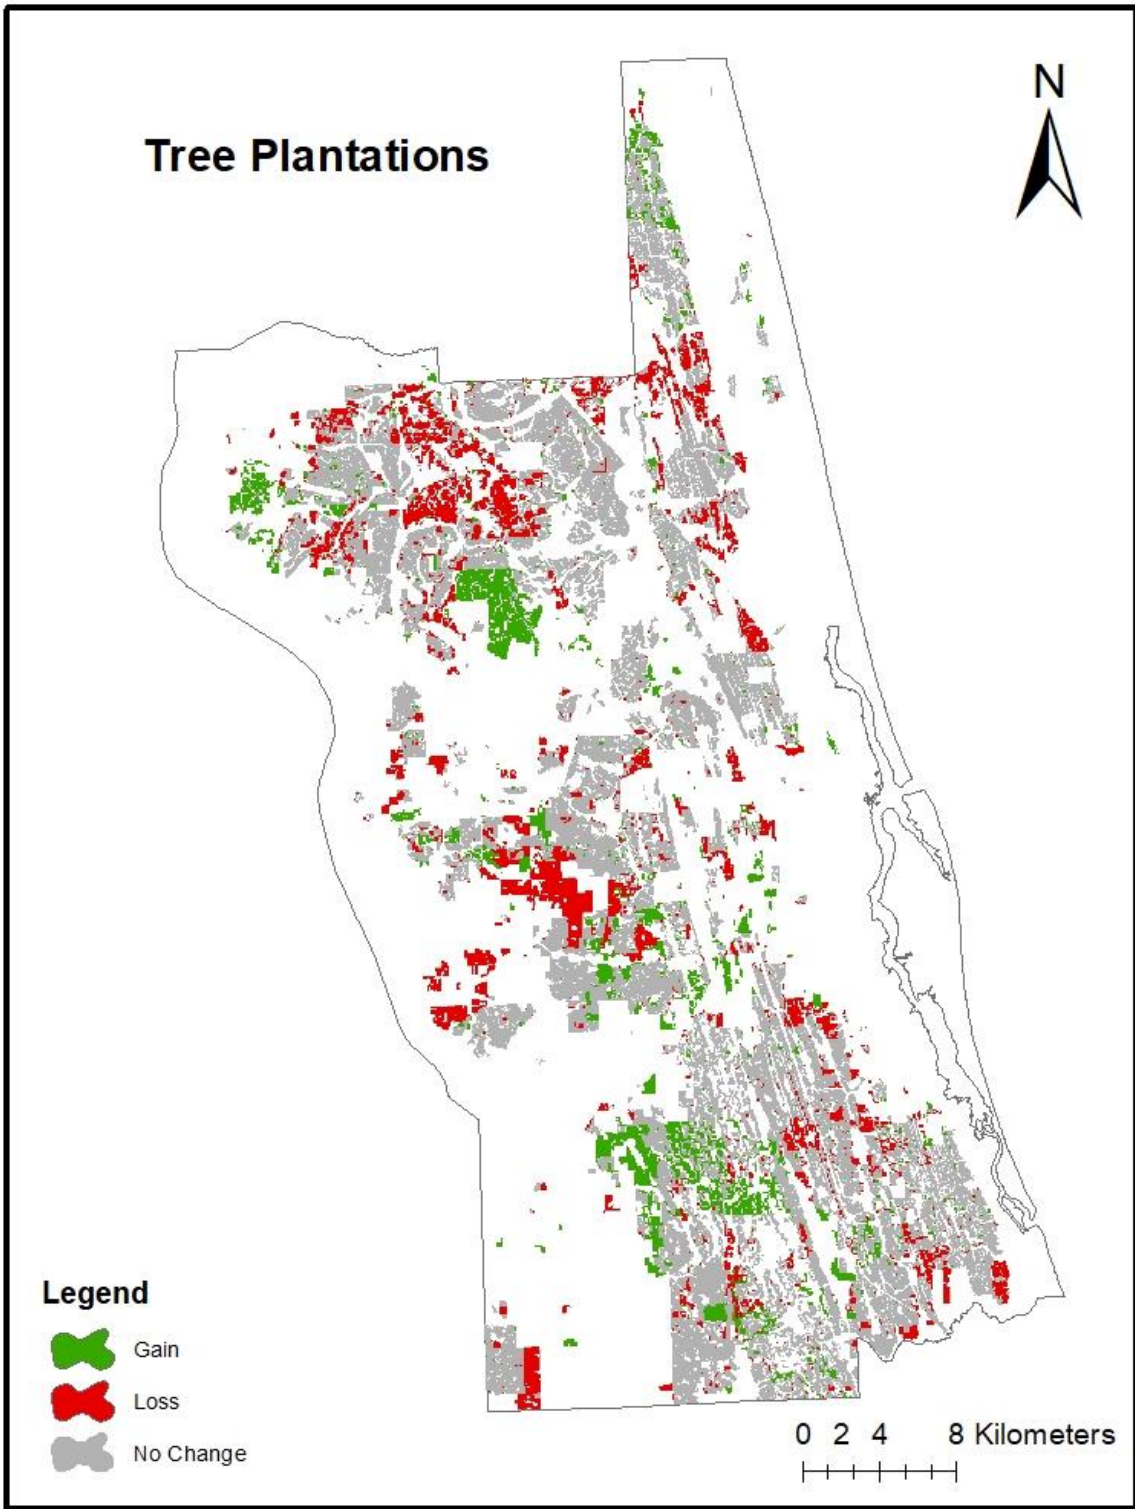 Tree Plantations
N
Legend
Gain
Loss
No Change
0 2 4 8 Kilometers